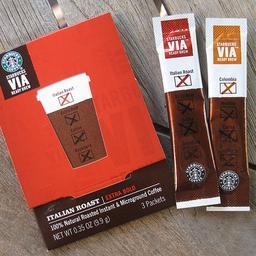 STARBUCKS
VIA
READY BREW
Italian Roast
ITALIAN ROAST | EXTRA BOLD
100% Natural Roasted Instant & Microground Coffee
NET WT 0.35 OZ (9.9 g)
3 Packets
STARBUCKS
VIA
READY BREW
Italian Roast
STARBUCKS
VIA
READY BREW
Colombia